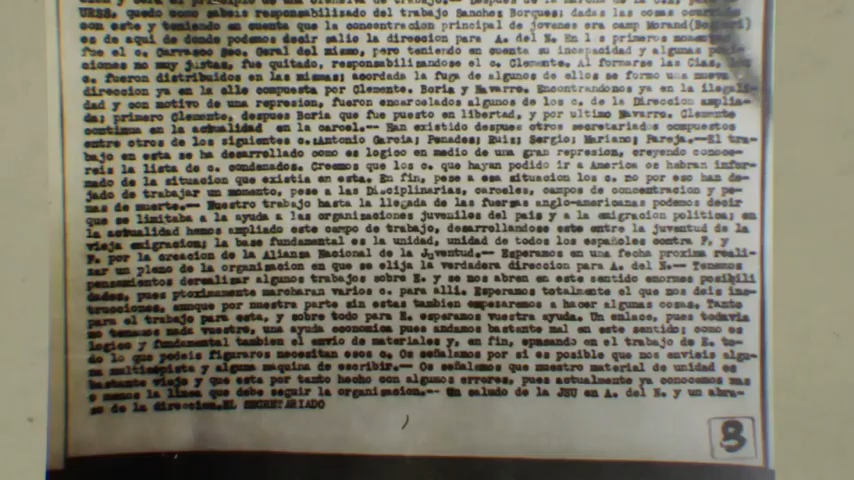 URSS, quedo como sabeis responsabilizado del trabajo Sanchez Borques; dadas las cosas
son este y teniendo en cuenta que la concentracion principal de jovenes era camp Morand
es de aqui de donde podemos decir salio la direccion para A. del N. En los primeros
fue el c. Carrasco Sec. Geral del mismo, pero teniendo en cuenta su incapacidad y algunas
ciones no muy justas, fue quitado, responsabilizandose el c. Clemente. Al formarse las Cias,
c. fueron distribuidos en las mismas; acordada la fuga de algunos de ellos se formo una nueva
direccion ya en la elle compuesta por Clemente. Boria y Navarro. Encontrandonos ya en la ilegali-
dad y con motivo de una represion, fueron encarcelados algunos de los c. de la Direccion amplia-
da; primero Clemente, despues Boria que fue puesto en libertad, y por ultimo Navarro. Clemente
continua en la actualidad en la carcel.-- Han existido despues otros secretariados compuestos
entre otros de los siguientes c.:Antonio Garcia; Penades; Ruiz; Sergio; Mariano; Pareja.--El tra-
bajo en esta se ha desarrollado como es logico en medio de una gran represion, creyendo conoce-
reis la lista de c. condenados. Creemos que los c. que hayan podido ir a America os habran infor-
mado de la situacion que existia en esta. En fin, pese a esa situacion los c. no por eso han de-
jado de trabajar un momento, pese a las Disciplinarias, carceles, campos de concentracion y pe-
nas de muerte.-- Nuestro trabajo hasta la llegada de las fuerzas anglo-americanas podemos decir
que se limitaba a la ayuda a las organizaciones juveniles del pais y a la emigracion politica; en
la actualidad hemos ampliado este campo de trabajo, desarrollandose este entre la juventud de la
vieja emigracion; la base fundamental es la unidad, unidad de todos los españoles contra F. y
F. por la creacion de la Alianza Nacional de la Juventud.-- Esperamos en una fecha proxima reali-
zar un pleno de la organizacion en que se elija la verdadera direccion para A. del N.-- Tenemos
pensamientos derealizar algunos trabajos sobre E. y se nos abren en este sentido enormes posibili
dades, pues ptoximamente marcharan varios c. para alli. Esperamos totalmente el que nos deis ins-
trucciones, aunque por nuestra parte sin estas tambien empezaremos a hacer algunas cosas. Tanto
para el trabajo para esta, y sobre todo para E. esperamos vuestra ayuda. Un enlace, pues todavia
no tenemos nada vuestro, una ayuda economica pues andamos bastante mal en este sentido; como es
logico y fundamental tambien el envio de materiales y, en fin, epasando en el trabajo de E. to-
do lo que podeis figuraros necesitan esos c. Os señalamos por si es posible que nos envieis algu-
na multicopista y alguna maquina de escribir.-- Os señalamos que nuestro material de unidad es
bastante viejo y que esta por tanto hecho con algunos errores, pues actualmente ya conocemos mas
o menos la linea que debe seguir la organizacion.-- Un saludo de la JSU en A. del N. y un abra-
zo de la direccion.EL SECRETARIADO
8